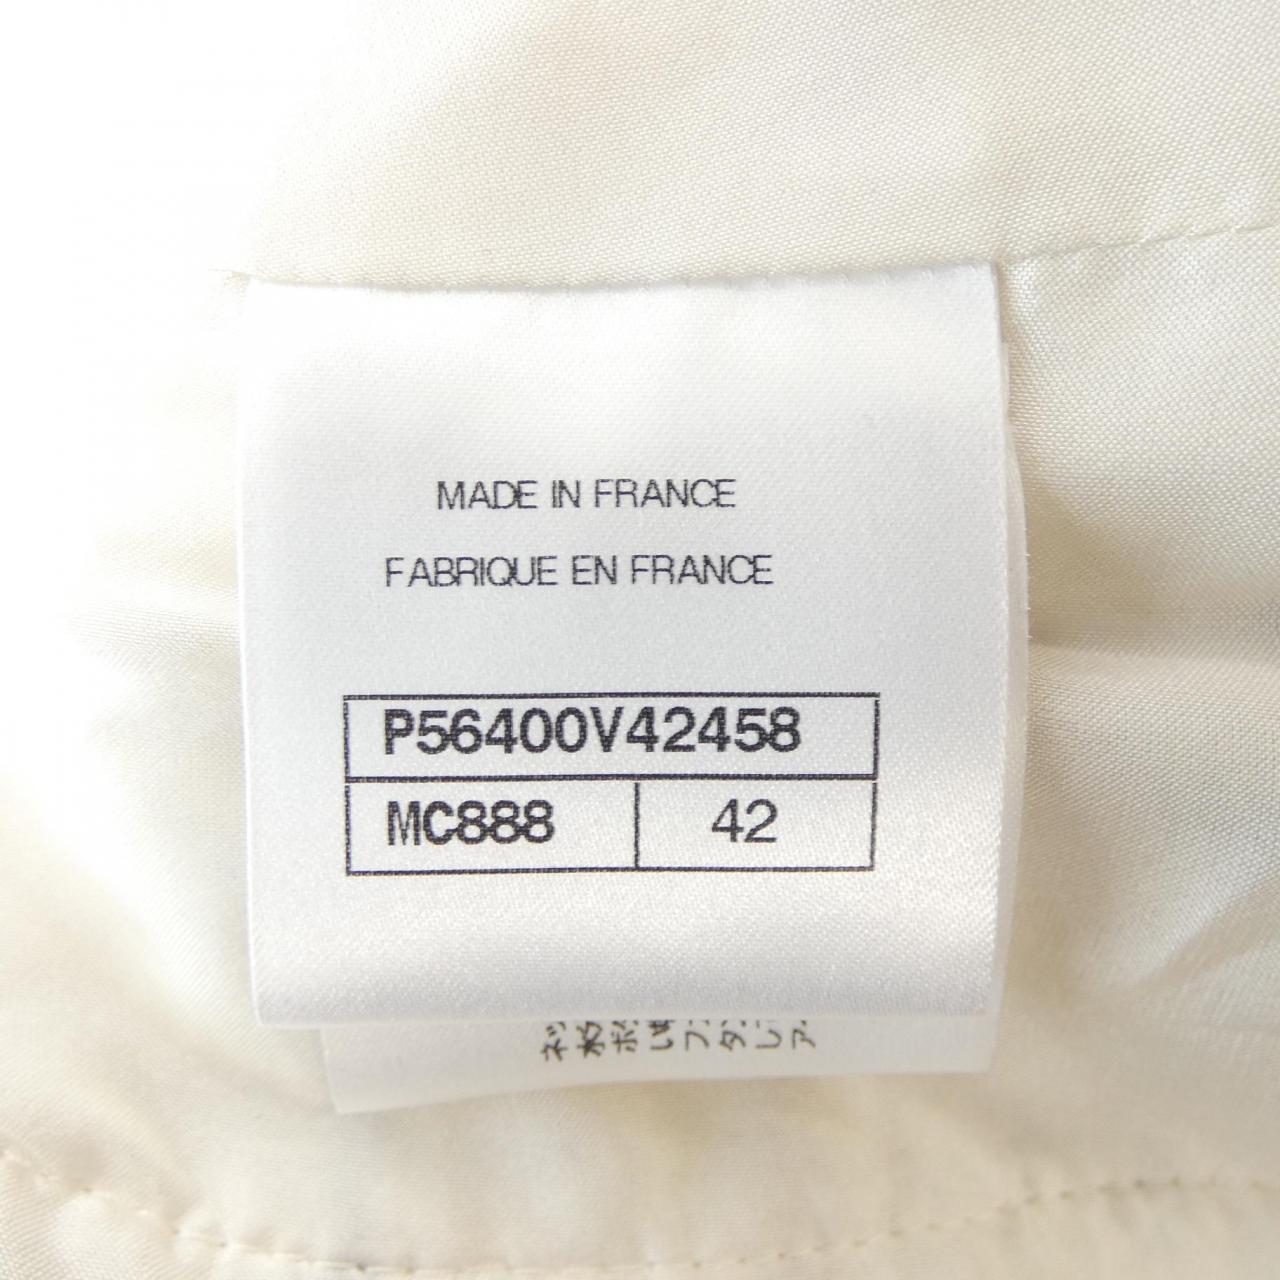 MADE IN FRANCE
FABRIQUE EN FRANCE
P56400V42458
MC888 42